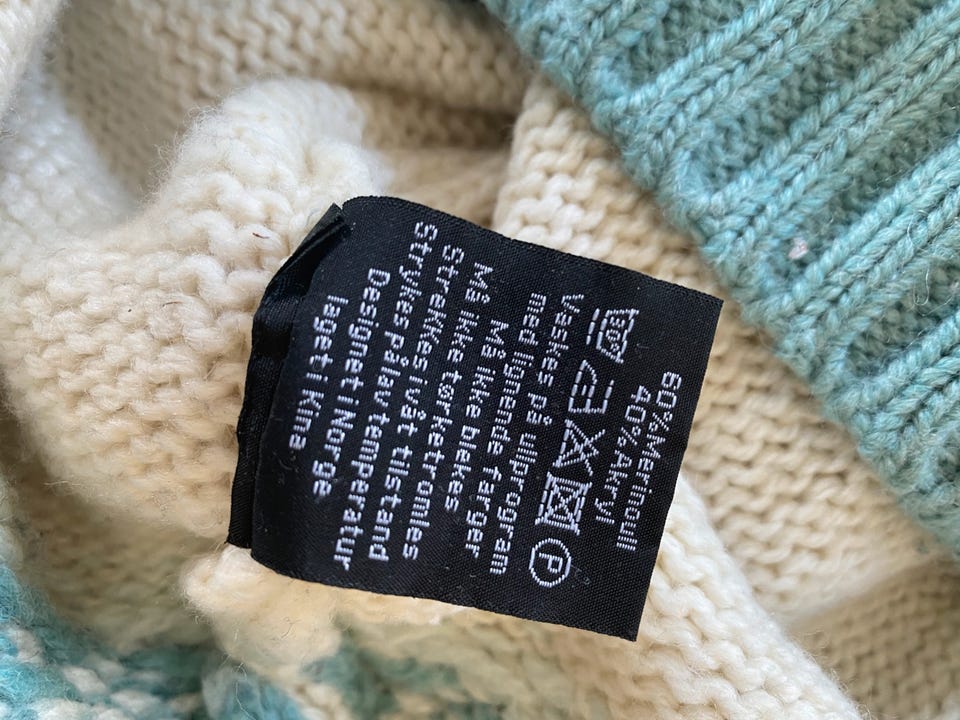 60% Merinoull
40% Akryl
P
Vaskes på ullprogram
med lignende farger
Må ikke blekes
Må ikke tørketromles
Strekkes i våt tilstand
Strykes på lav temperatur
Designet i Norge
laget i Kina